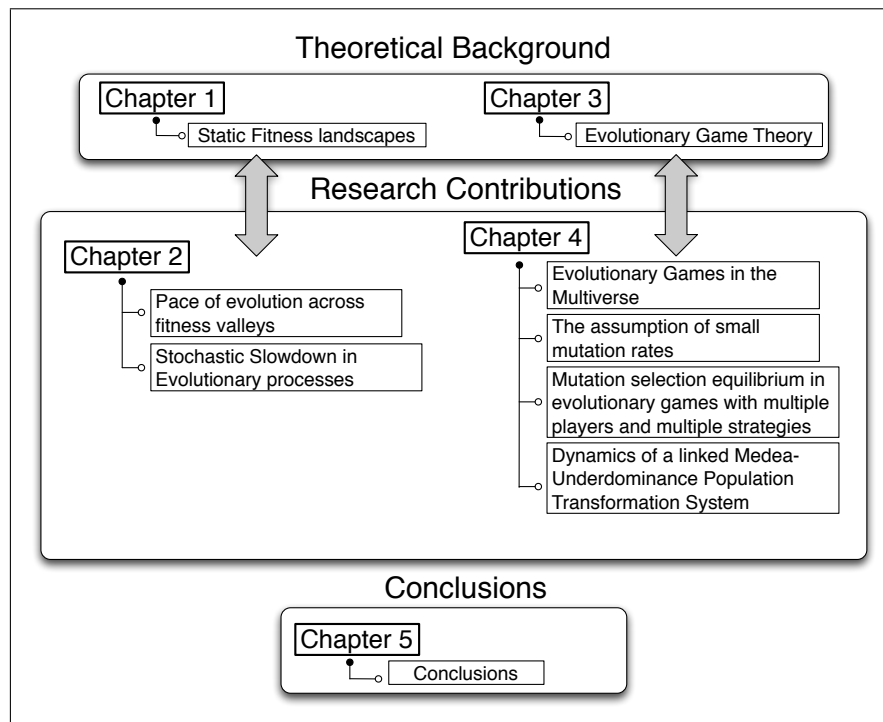 Theoretical Background
Chapter 1
Static Fitness landscapes
Chapter 3
Evolutionary Game Theory
Research Contributions
Chapter 2
Pace of evolution across
fitness valleys
Stochastic Slowdown in
Evolutionary processes
Chapter 4
Evolutionary Games in the
Multiverse
The assumption of small
mutation rates
Mutation selection equilibrium in
evolutionary games with multiple
players and multiple strategies
Dynamics of a linked Medea-
Underdominance Population
Transformation System
Conclusions
Chapter 5
Conclusions